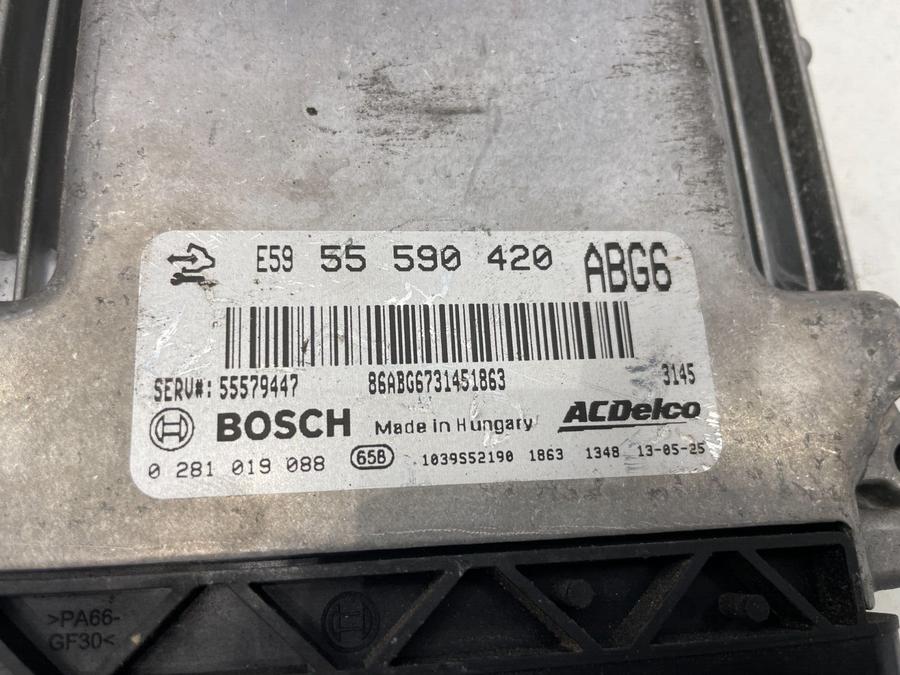 E59 55 590 420 ABG6
SERV#: 55579447 86ABG6731451863 3145
BOSCH Made in Hungary ACDelco
0 281 019 088 65B 1039S52190 1863 1348 13-05-25
>PA66-
GF30<